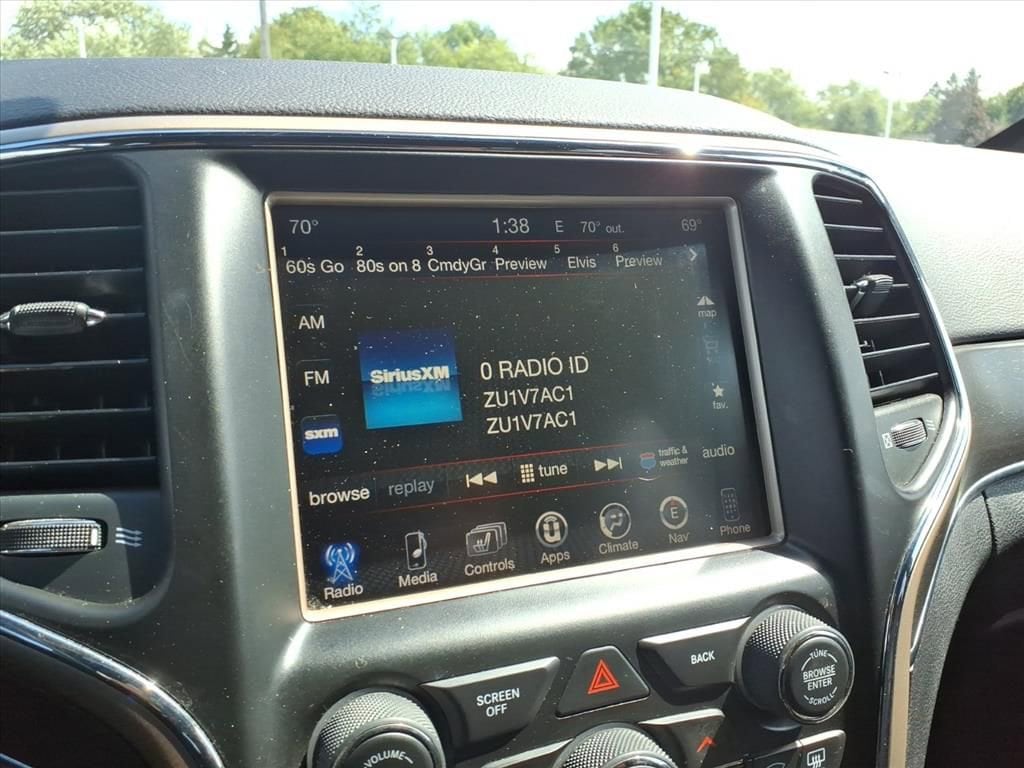 70° 1:38 E 70° out. 69°
1 2 3 4 5 6
60s Go 80s on 8 CmdyGr Preview Elvis Preview
AM
map
FM
SiriusXM
0 RADIO ID
ZU1V7AC1
ZU1V7AC1
fav.
sxm
browse replay tune traffic & weather audio
Radio Media Controls Apps Climate E Nav Phone
SCREEN OFF
BACK
TUNE
BROWSE
ENTER
SCROLL
VOLUME